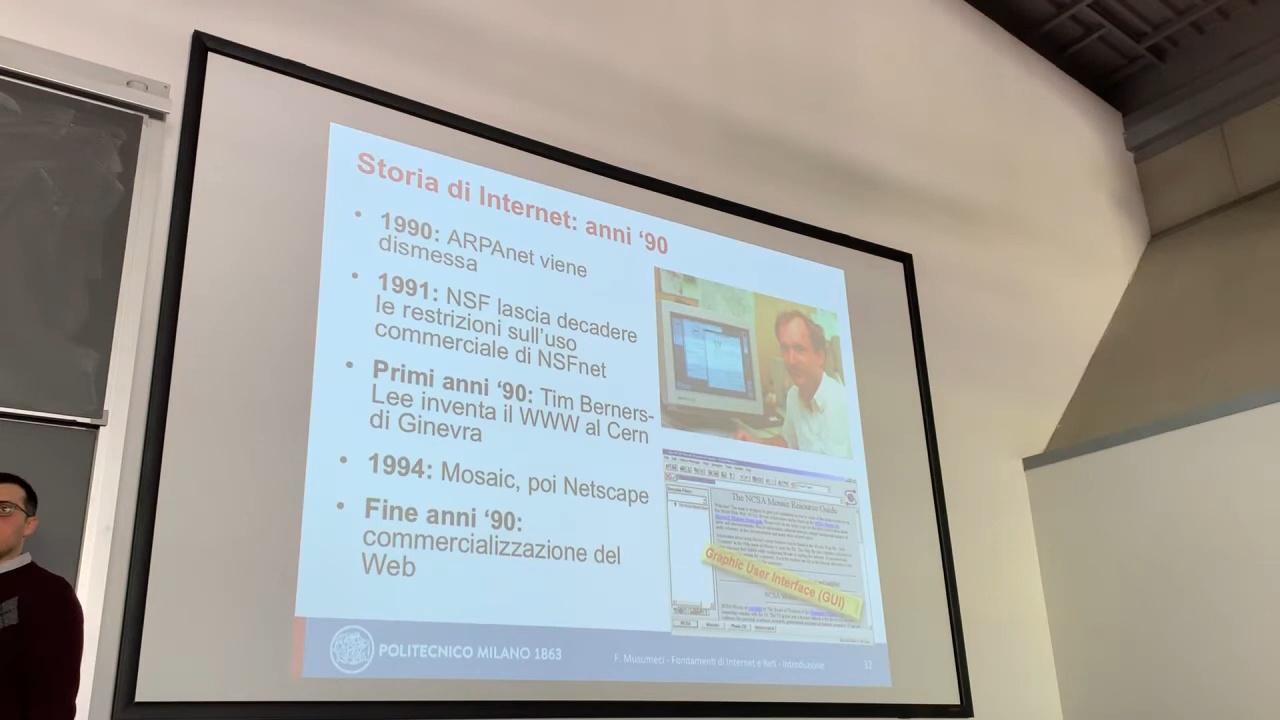 Storia di Internet: anni ‘90
• 1990: ARPAnet viene
dismessa
• 1991: NSF lascia decadere
le restrizioni sull’uso
commerciale di NSFnet
• Primi anni ‘90: Tim Berners-
Lee inventa il WWW al Cern
di Ginevra
• 1994: Mosaic, poi Netscape
• Fine anni ‘90:
commercializzazione del
Web
The NCSA Mosaic Resource Guide
Graphic User Interface (GUI)
POLITECNICO MILANO 1863
F. Musumeci - Fondamenti di Internet e Reti - Introduzione
32